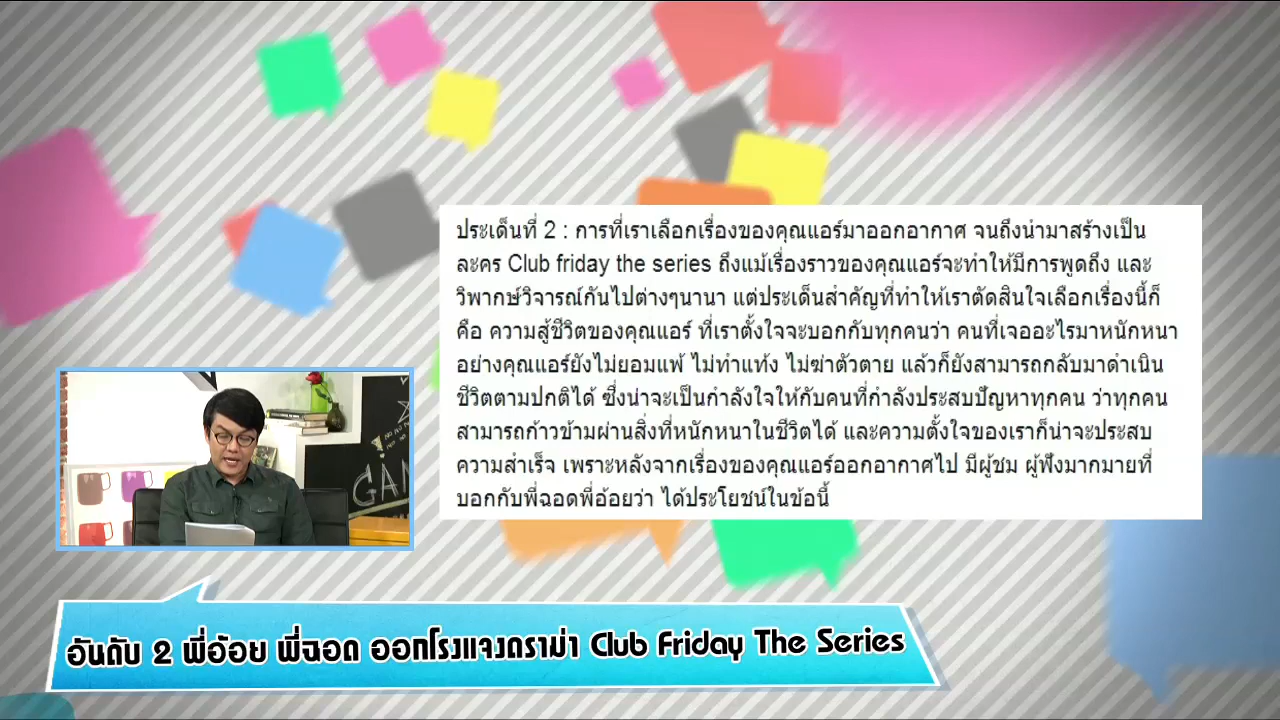 ประเด็นที่ 2 : การที่เราเลือกเรื่องของคุณแอร์มาออกอากาศ จนถึงนำมาสร้างเป็น
ละคร Club friday the series ถึงแม้เรื่องราวของคุณแอร์จะทำให้มีการพูดถึง และ
วิพากษ์วิจารณ์กันไปต่างๆนานา แต่ประเด็นสำคัญที่ทำให้เราตัดสินใจเลือกเรื่องนี้ก็
คือ ความสู้ชีวิตของคุณแอร์ ที่เราตั้งใจจะบอกกับทุกคนว่า คนที่เจออะไรมาหนักหนา
อย่างคุณแอร์ยังไม่ยอมแพ้ ไม่ทำแท้ง ไม่ฆ่าตัวตาย แล้วก็ยังสามารถกลับมาดำเนิน
ชีวิตตามปกติได้ ซึ่งน่าจะเป็นกำลังใจให้กับคนที่กำลังประสบปัญหาทุกคน ว่าทุกคน
สามารถก้าวข้ามผ่านสิ่งที่หนักหนาในชีวิตได้ และความตั้งใจของเราก็น่าจะประสบ
ความสำเร็จ เพราะหลังจากเรื่องของคุณแอร์ออกอากาศไป มีผู้ชม ผู้ฟังมากมายที่
บอกกับพี่ฉอดพี่อ้อยว่า ได้ประโยชน์ในข้อนี้
GAM
อันดับ 2 พี่อ้อย พี่ฉอด ออกโรงแจงดราม่า Club Friday The Series